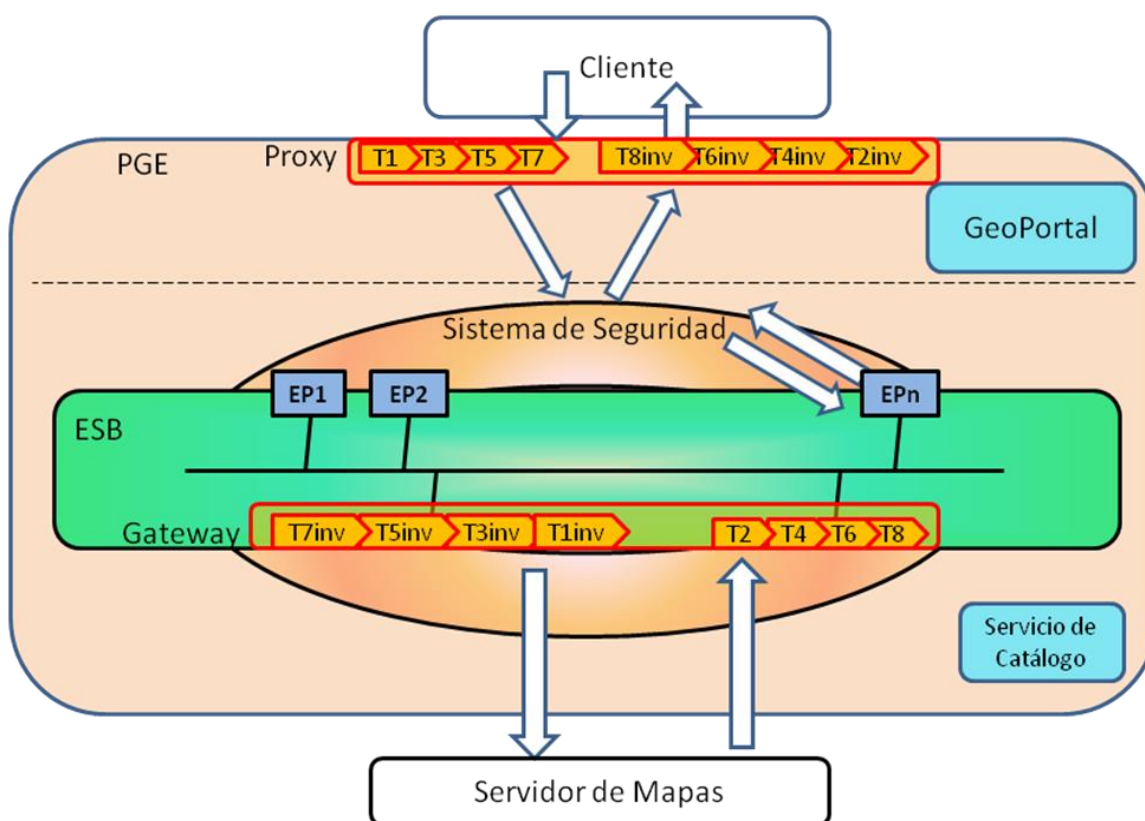 Cliente
PGE
Proxy
T1
T3
T5
T7
T8inv
T6inv
T4inv
T2inv
GeoPortal
Sistema de Seguridad
EP1
EP2
EPn
ESB
Gateway
T7inv
T5inv
T3inv
T1inv
T2
T4
T6
T8
Servicio de
Catálogo
Servidor de Mapas